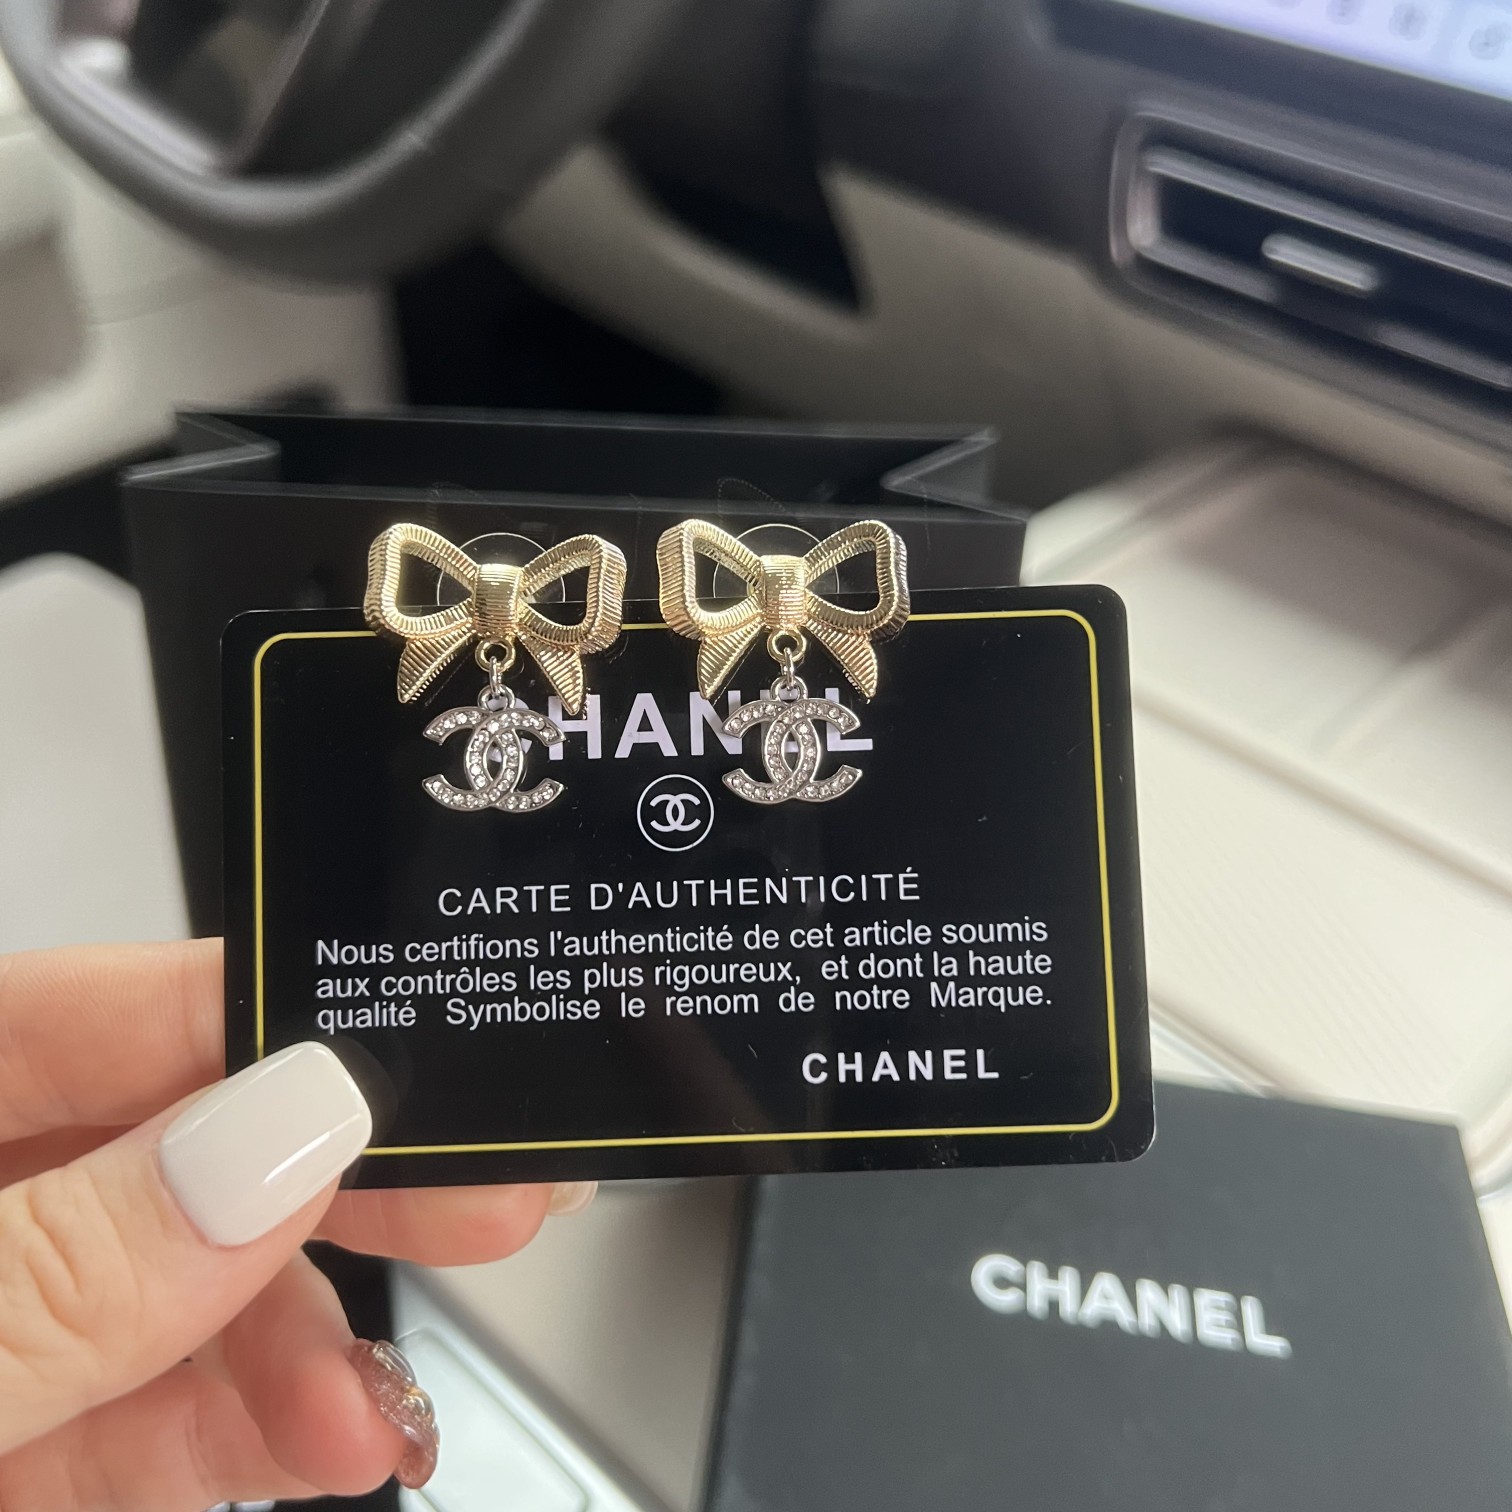 CHANEL
CARTE D'AUTHENTICITÉ
Nous certifions l'authenticité de cet article soumis
aux contrôles les plus rigoureux, et dont la haute
qualité Symbolise le renom de notre Marque.
CHANEL
CHANEL